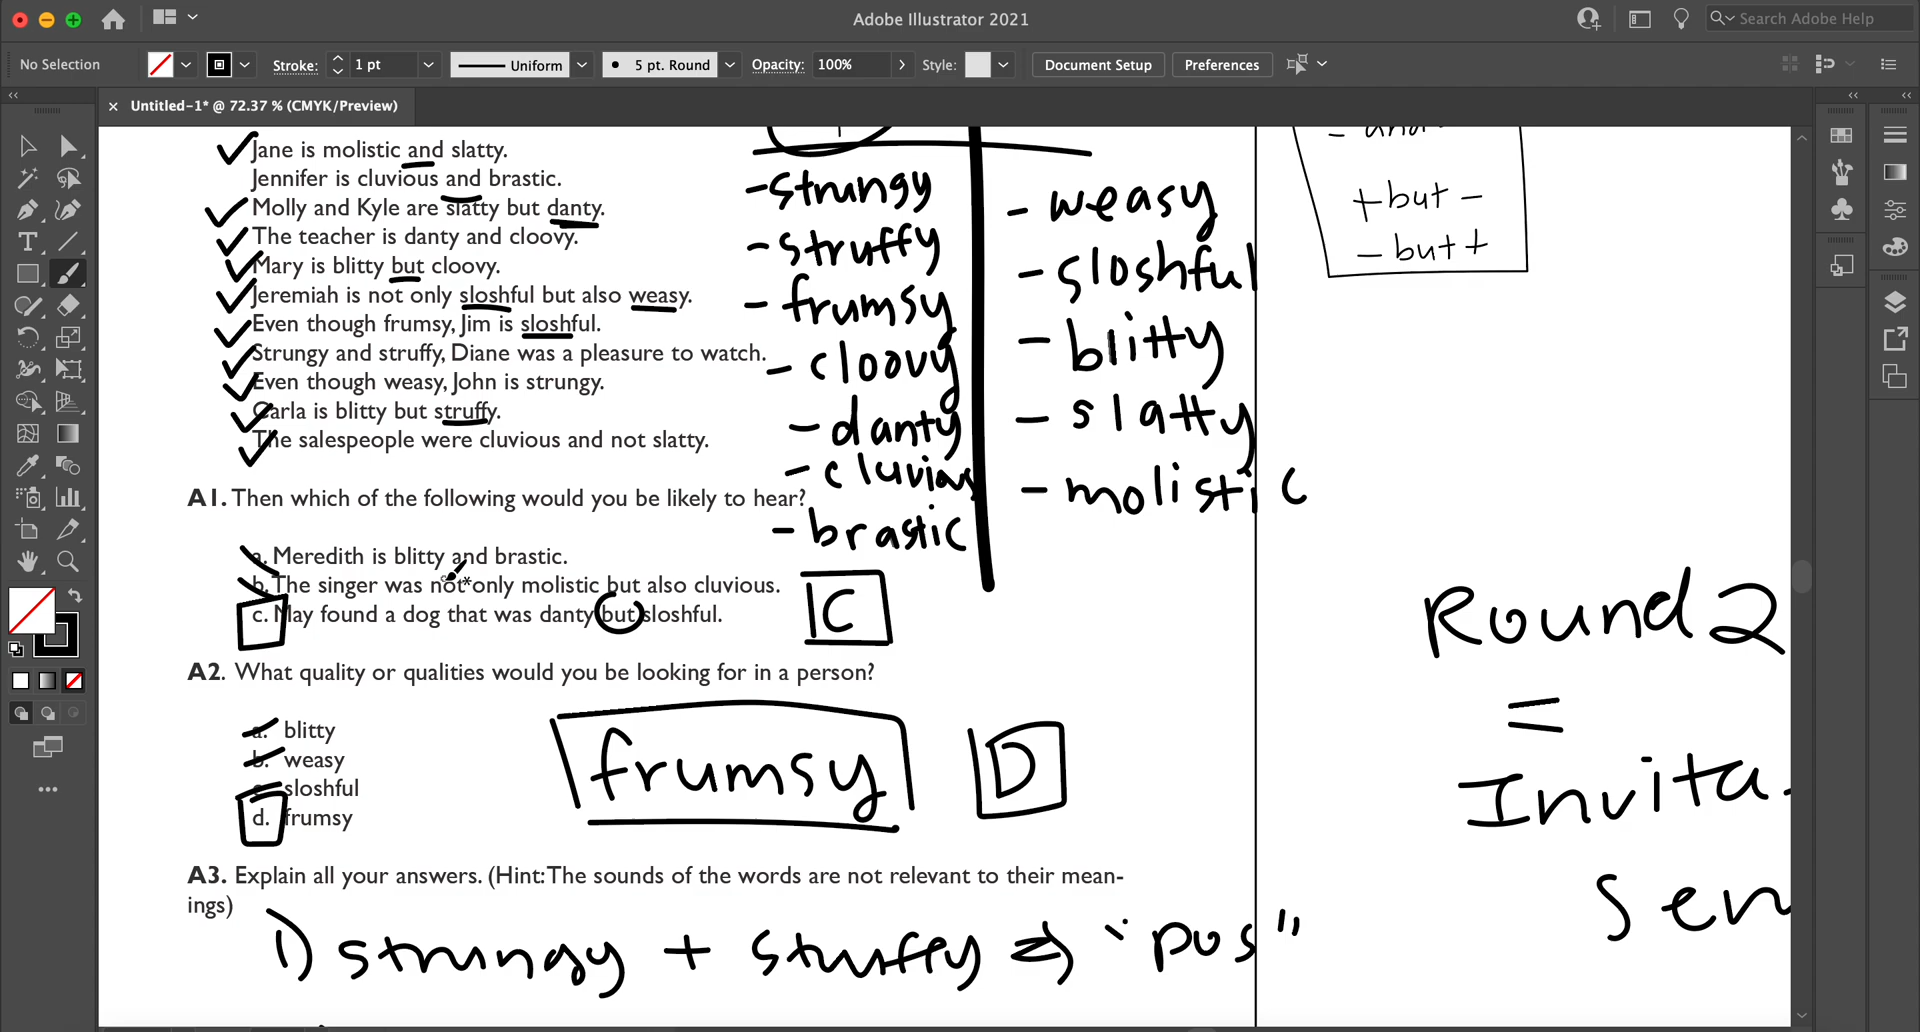 Adobe Illustrator 2021
Search Adobe Help
No Selection
Stroke:
1 pt
Uniform
5 pt. Round
Opacity:
100%
Style:
Document Setup
Preferences
Untitled-1* @ 72.37 % (CMYK/Preview)
Jane is molistic and slatty.
Jennifer is cluvious and brastic.
Molly and Kyle are slatty but danty.
The teacher is danty and cloovy.
Mary is blitty but cloovy.
Jeremiah is not only sloshful but also weasy.
Even though frumsy, Jim is sloshful.
Strungy and struffy, Diane was a pleasure to watch.
Even though weasy, John is strungy.
Carla is blitty but struffy.
The salespeople were cluvious and not slatty.
- strungy
- struffy
- frumsy
- cloovy
- danty
- cluvious
- brastic
- weasy
- sloshful
- blitty
- slatty
- molistic
- and -
+ but -
- but +
A1. Then which of the following would you be likely to hear?
a. Meredith is blitty and brastic.
b. The singer was not only molistic but also cluvious.
c. May found a dog that was danty but sloshful.
C
A2. What quality or qualities would you be looking for in a person?
a. blitty
b. weasy
c. sloshful
d. frumsy
frumsy
D
Round 2
=
Invita
Sem
A3. Explain all your answers. (Hint: The sounds of the words are not relevant to their mean-
ings)
1) strungy + struffy => "pos"